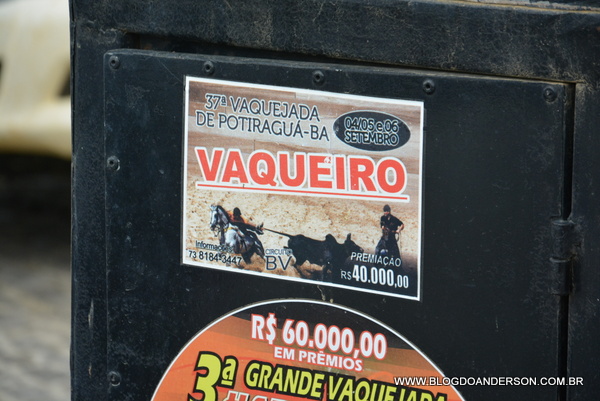 37ª VAQUEJADA
DE POTIRAGUÁ-BA
04/05 e 06
SETEMBRO
VAQUEIRO
73 8184-3447
CIRCUITO
BV
PREMIAÇÃO
R$ 40.000,00
R$ 60.000,00
EM PRÊMIOS
3ª GRANDE VAQUEJADA
WWW.BLOGDOANDERSON.COM.BR